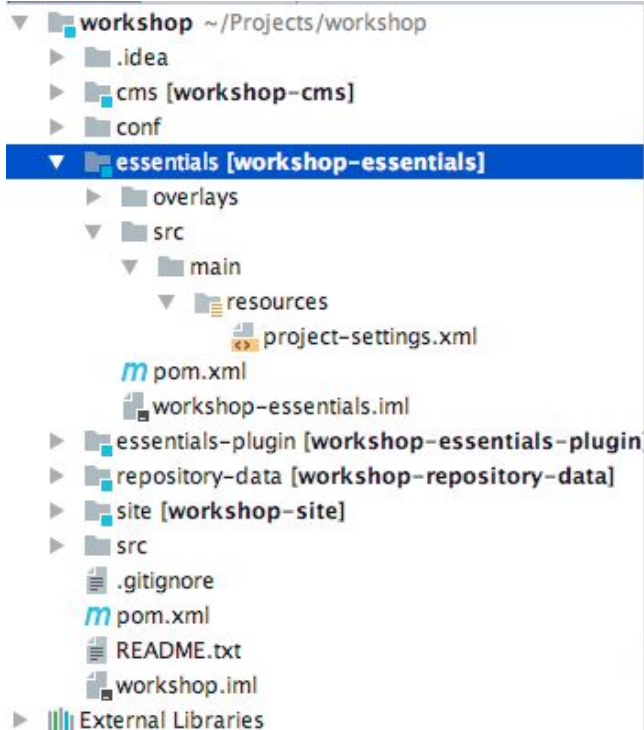 workshop ~/Projects/workshop
.idea
cms [workshop-cms]
conf
essentials [workshop-essentials]
overlays
src
main
resources
project-settings.xml
pom.xml
workshop-essentials.iml
essentials-plugin [workshop-essentials-plugin]
repository-data [workshop-repository-data]
site [workshop-site]
src
.gitignore
pom.xml
README.txt
workshop.iml
External Libraries